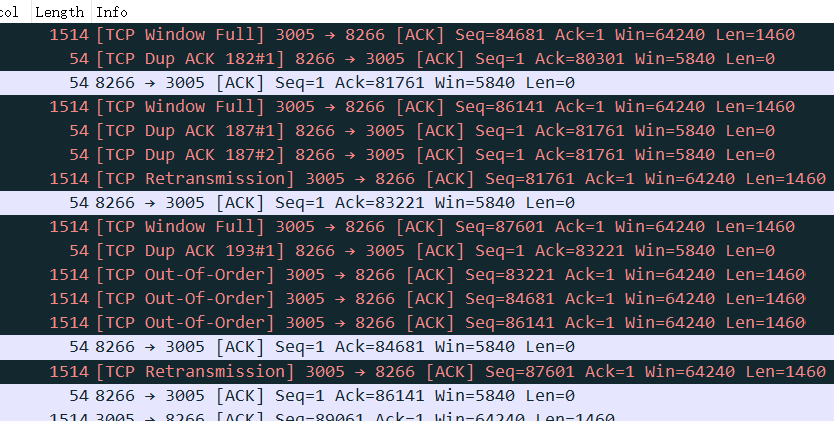 col Length Info
1514 [TCP Window Full] 3005 → 8266 [ACK] Seq=84681 Ack=1 Win=64240 Len=1460
54 [TCP Dup ACK 182#1] 8266 → 3005 [ACK] Seq=1 Ack=80301 Win=5840 Len=0
54 8266 → 3005 [ACK] Seq=1 Ack=81761 Win=5840 Len=0
1514 [TCP Window Full] 3005 → 8266 [ACK] Seq=86141 Ack=1 Win=64240 Len=1460
54 [TCP Dup ACK 187#1] 8266 → 3005 [ACK] Seq=1 Ack=81761 Win=5840 Len=0
54 [TCP Dup ACK 187#2] 8266 → 3005 [ACK] Seq=1 Ack=81761 Win=5840 Len=0
1514 [TCP Retransmission] 3005 → 8266 [ACK] Seq=81761 Ack=1 Win=64240 Len=1460
54 8266 → 3005 [ACK] Seq=1 Ack=83221 Win=5840 Len=0
1514 [TCP Window Full] 3005 → 8266 [ACK] Seq=87601 Ack=1 Win=64240 Len=1460
54 [TCP Dup ACK 193#1] 8266 → 3005 [ACK] Seq=1 Ack=83221 Win=5840 Len=0
1514 [TCP Out-Of-Order] 3005 → 8266 [ACK] Seq=83221 Ack=1 Win=64240 Len=1460
1514 [TCP Out-Of-Order] 3005 → 8266 [ACK] Seq=84681 Ack=1 Win=64240 Len=1460
1514 [TCP Out-Of-Order] 3005 → 8266 [ACK] Seq=86141 Ack=1 Win=64240 Len=1460
54 8266 → 3005 [ACK] Seq=1 Ack=84681 Win=5840 Len=0
1514 [TCP Retransmission] 3005 → 8266 [ACK] Seq=87601 Ack=1 Win=64240 Len=1460
54 8266 → 3005 [ACK] Seq=1 Ack=86141 Win=5840 Len=0
1514 3005 → 8266 [ACK] Seq=89061 Ack=1 Win=64240 Len=1460